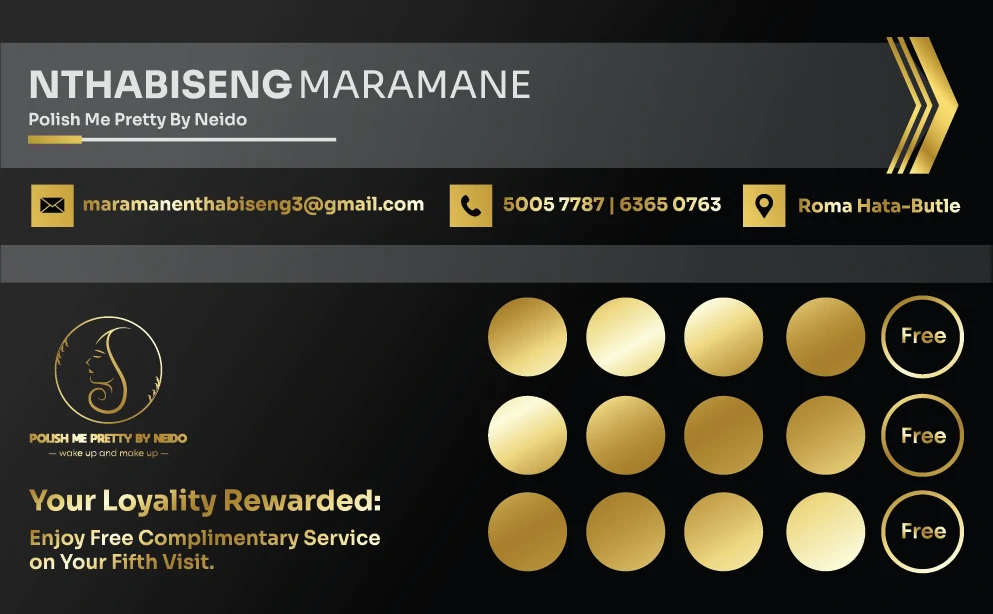 NTHABISENG MARAMANE
Polish Me Pretty By Neido
maramanenthabiseng3@gmail.com
5005 7787 | 6365 0763
Roma Hata-Butle
Free
Free
Free
POLISH ME PRETTY BY NEIDO
— wake up and make up —
Your Loyality Rewarded:
Enjoy Free Complimentary Service
on Your Fifth Visit.